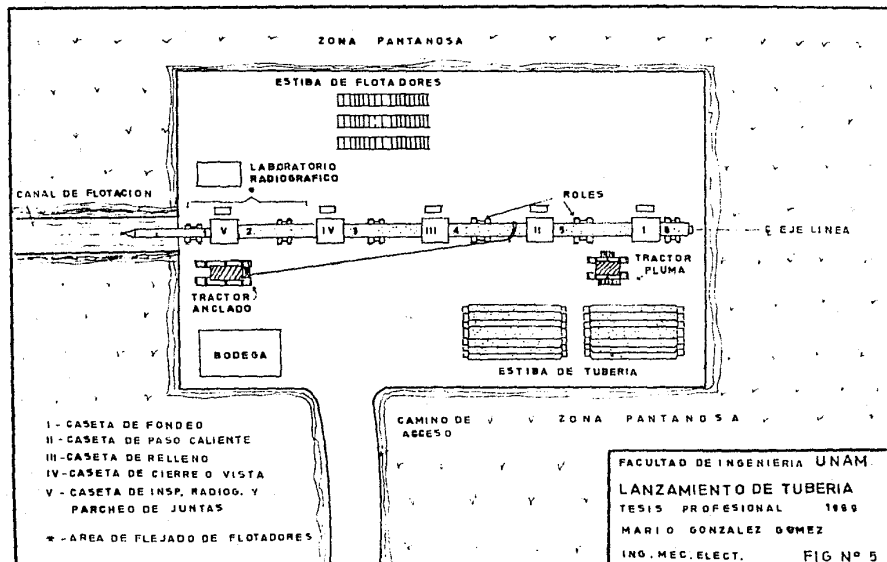 ZONA PANTANOSA
ESTIBA DE FLOTADORES
LABORATORIO
RADIOGRAFICO
*
CANAL DE FLOTACION
ROLES
V
2
IV
3
III
4
II
5
I
6
EJE LINEA
TRACTOR
ANCLADO
TRACTOR
PLUMA
BODEGA
ESTIBA DE TUBERIA
CAMINO DE
ACCESO
ZONA PANTANOSA
I - CASETA DE FONDEO
II - CASETA DE PASO CALIENTE
III - CASETA DE RELLENO
IV - CASETA DE CIERRE O VISTA
V - CASETA DE INSP. RADIOG. Y
PARCHEO DE JUNTAS
* - AREA DE FLEJADO DE FLOTADORES
FACULTAD DE INGENIERIA UNAM
LANZAMIENTO DE TUBERIA
TESIS PROFESIONAL
MARIO GONZALEZ GOMEZ
ING. MEC. ELECT. FIG Nº 5